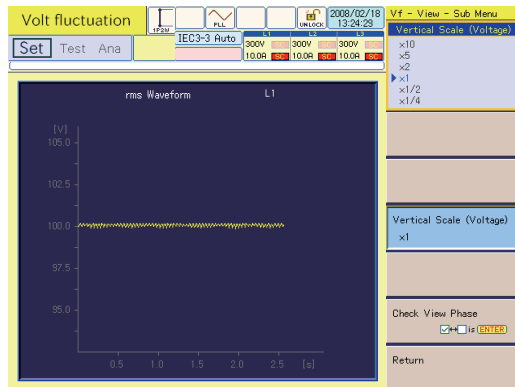 Volt fluctuation
1P2W
PLL
UNLOCK
2008/02/18
13:24:29
Set Test Ana
IEC3-3 Auto
L1 L2 L3
300V SC 300V SC 300V SC
10.0A SC 10.0A SC 10.0A SC
rms Waveform L1
[V]
105.0
102.5
100.0
97.5
95.0
0.5 1.0 1.5 2.0 2.5 [s]
Vf - View - Sub Menu
Vertical Scale (Voltage)
×10
×5
×2
×1
×1/2
×1/4
Vertical Scale (Voltage)
×1
Check View Phase
is ENTER
Return